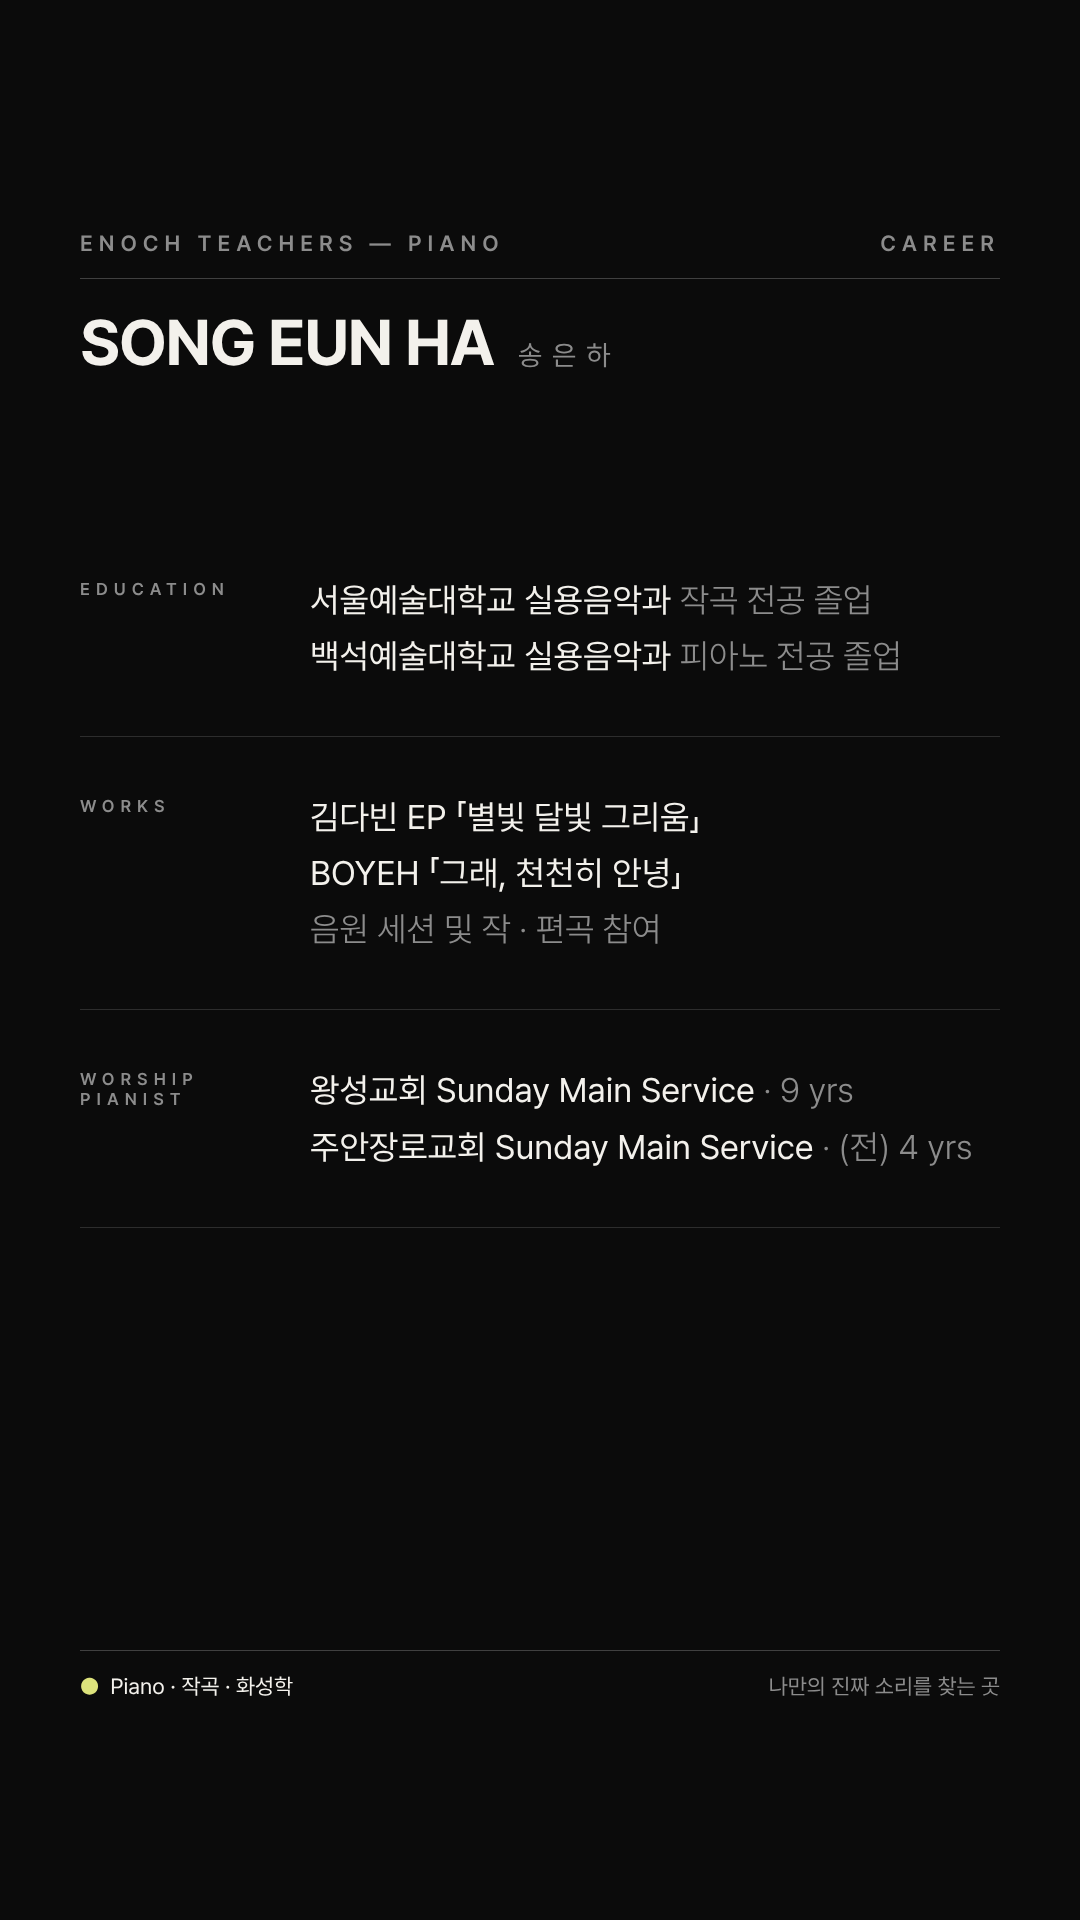 ENOCH TEACHERS — PIANO
CAREER
SONG EUN HA 송은하
EDUCATION
서울예술대학교 실용음악과 작곡 전공 졸업
백석예술대학교 실용음악과 피아노 전공 졸업
WORKS
김다빈 EP 「별빛 달빛 그리움」
BOYEH 「그래, 천천히 안녕」
음원 세션 및 작 · 편곡 참여
WORSHIP
PIANIST
왕성교회 Sunday Main Service · 9 yrs
주안장로교회 Sunday Main Service · (전) 4 yrs
Piano · 작곡 · 화성학
나만의 진짜 소리를 찾는 곳